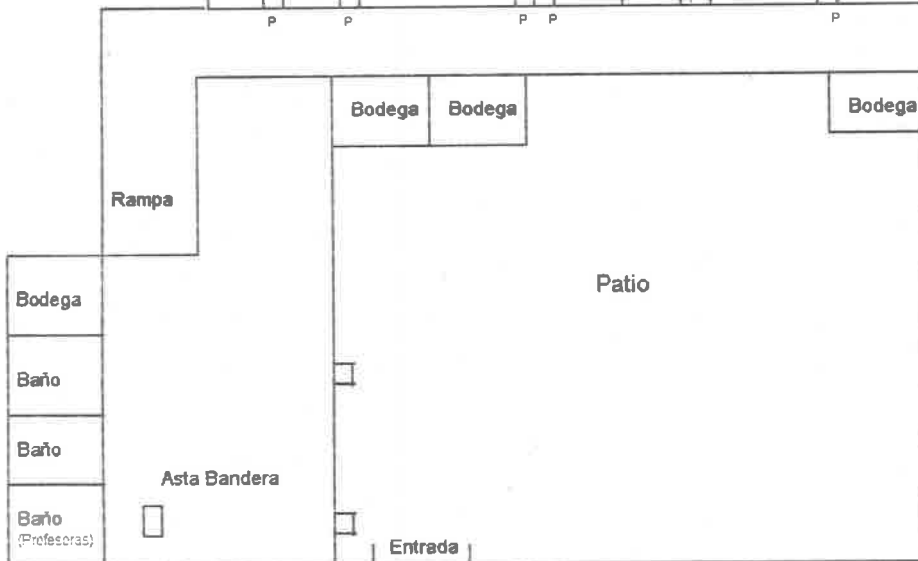 P P P P P
Bodega Bodega Bodega
Rampa
Patio
Bodega
Baño
Baño
Asta Bandera
Baño
(Profesoras)
Entrada